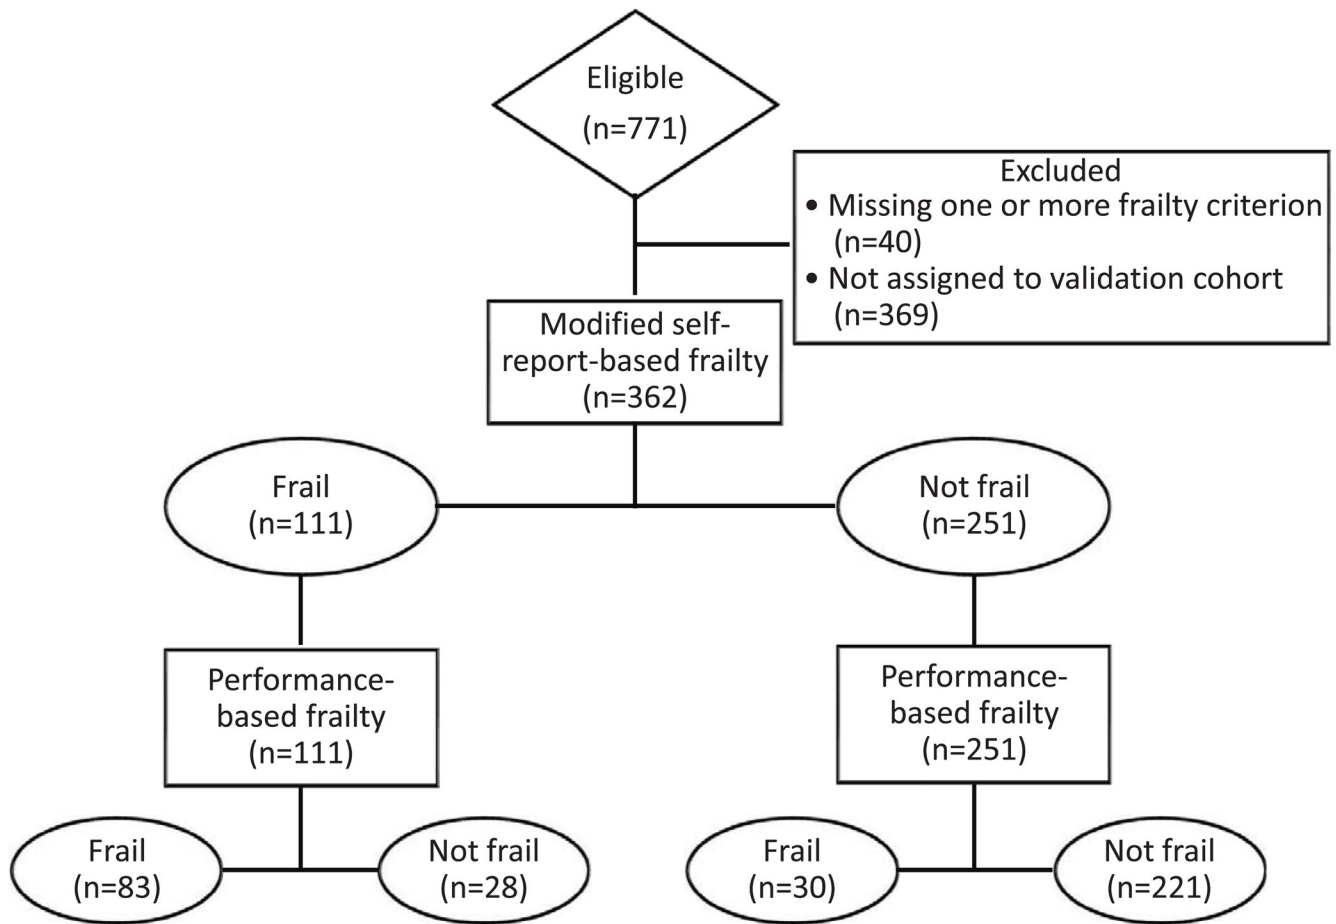 Eligible
(n=771)
Excluded
• Missing one or more frailty criterion
(n=40)
• Not assigned to validation cohort
(n=369)
Modified self-
report-based frailty
(n=362)
Frail
(n=111)
Not frail
(n=251)
Performance-
based frailty
(n=111)
Performance-
based frailty
(n=251)
Frail
(n=83)
Not frail
(n=28)
Frail
(n=30)
Not frail
(n=221)